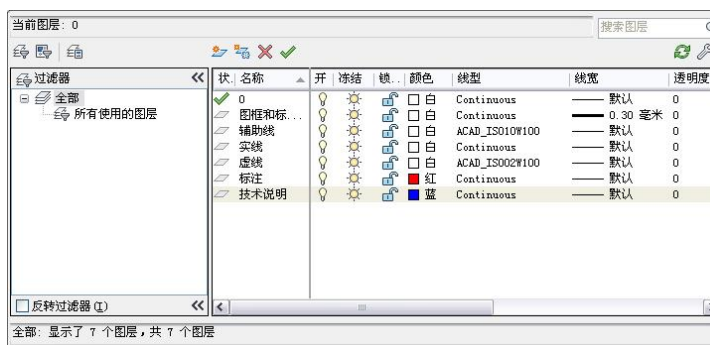 当前图层: 0
搜索图层
过滤器
全部
所有使用的图层
反转过滤器(I)
状. 名称 开 冻结 锁.. 颜色 线型 线宽 透明度
0 白 Continuous 默认 0
图框和标... 白 Continuous 0.30 毫米 0
辅助线 白 ACAD_ISO10W100 默认 0
实线 白 Continuous 默认 0
虚线 白 ACAD_ISO02W100 默认 0
标注 红 Continuous 默认 0
技术说明 蓝 Continuous 默认 0
全部: 显示了 7 个图层,共 7 个图层